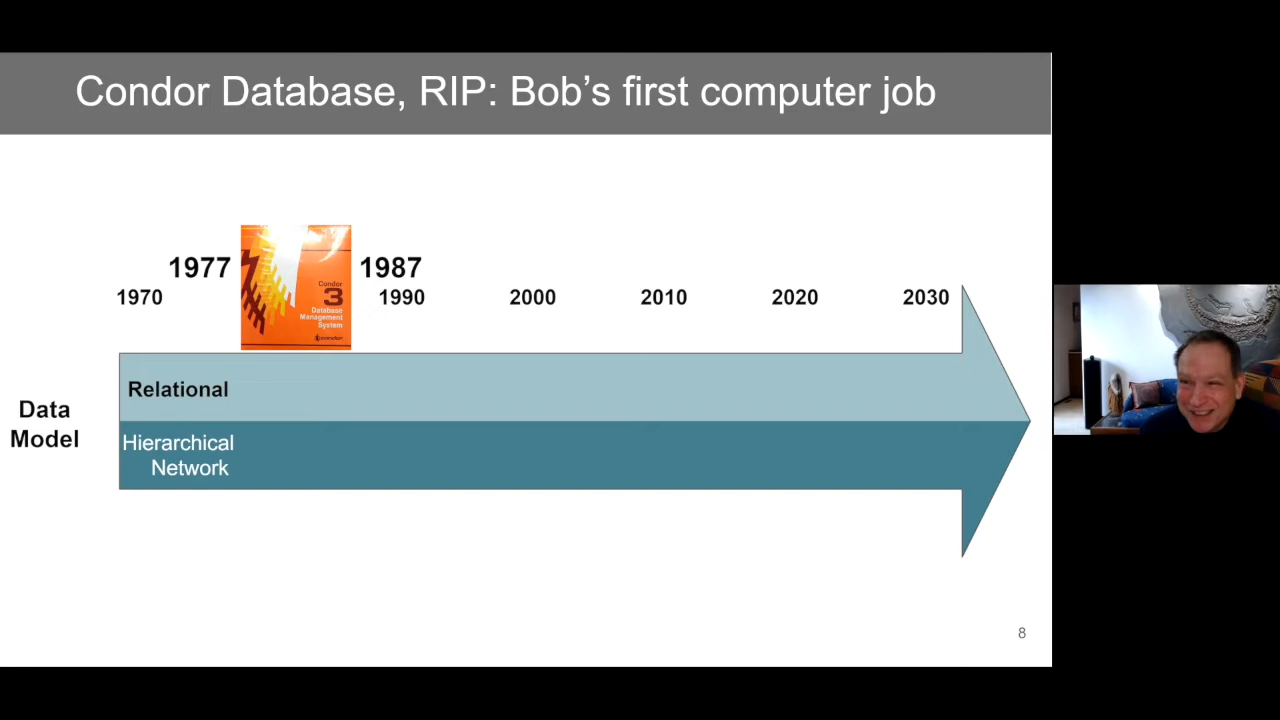 Condor Database, RIP: Bob’s first computer job
1977
1987
1970
1990
2000
2010
2020
2030
Condor
3
Database
Management
System
condor
Relational
Data
Model
Hierarchical
Network
8